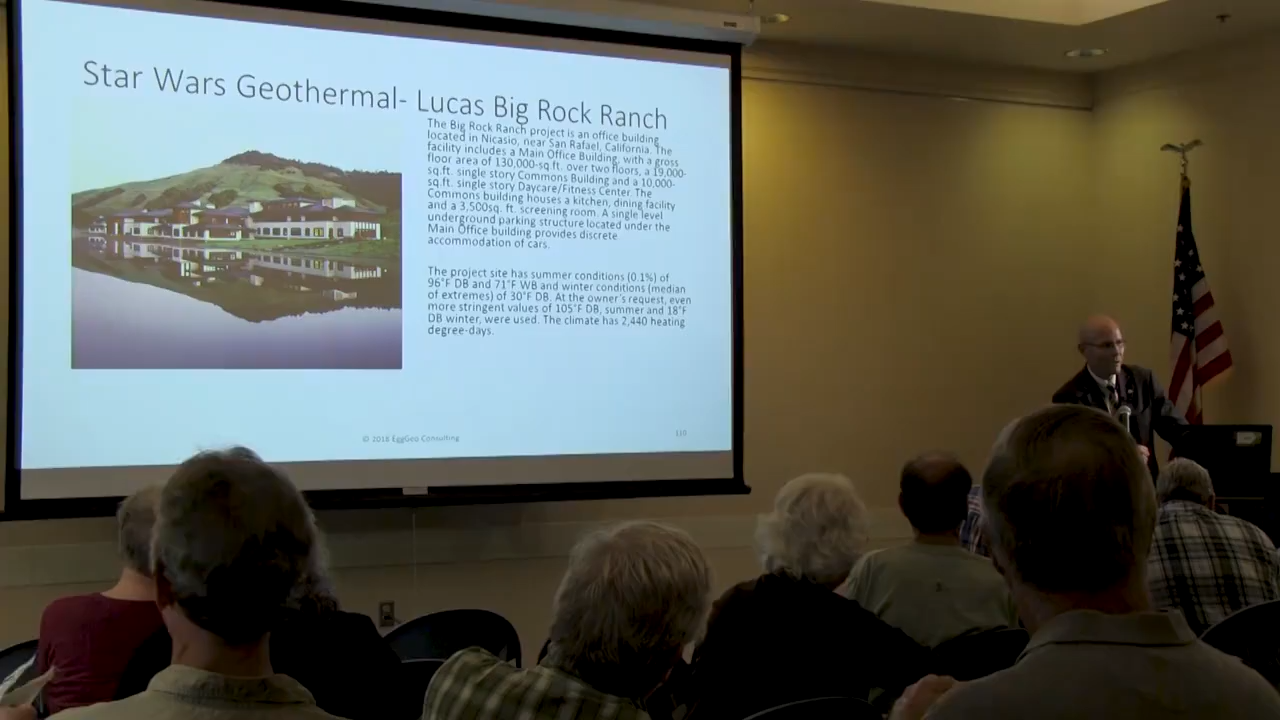 Star Wars Geothermal- Lucas Big Rock Ranch
The Big Rock Ranch project is an office building
located in Nicasio, near San Rafael, California. The
facility includes a Main Office Building, with a gross
floor area of 130,000-sq.ft. over two floors, a 19,000-
sq.ft. single story Commons Building and a 10,000-
sq.ft. single story Daycare/Fitness Center. The
Commons building houses a kitchen, dining facility
and a 3,500sq. ft. screening room. A single level
underground parking structure located under the
Main Office building provides discrete
accommodation of cars.
The project site has summer conditions (0.1%) of
96°F DB and 71°F WB and winter conditions (median
of extremes) of 30°F DB. At the owner's request, even
more stringent values of 105°F DB, summer and 18°F
DB winter, were used. The climate has 2,440 heating
degree-days.
© 2018 EggGeo Consulting
110